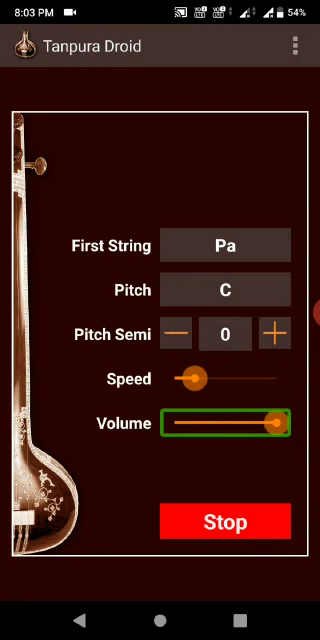 8:03 PM
54%
Tanpura Droid
First String Pa
Pitch C
Pitch Semi 0
Speed
Volume
Stop